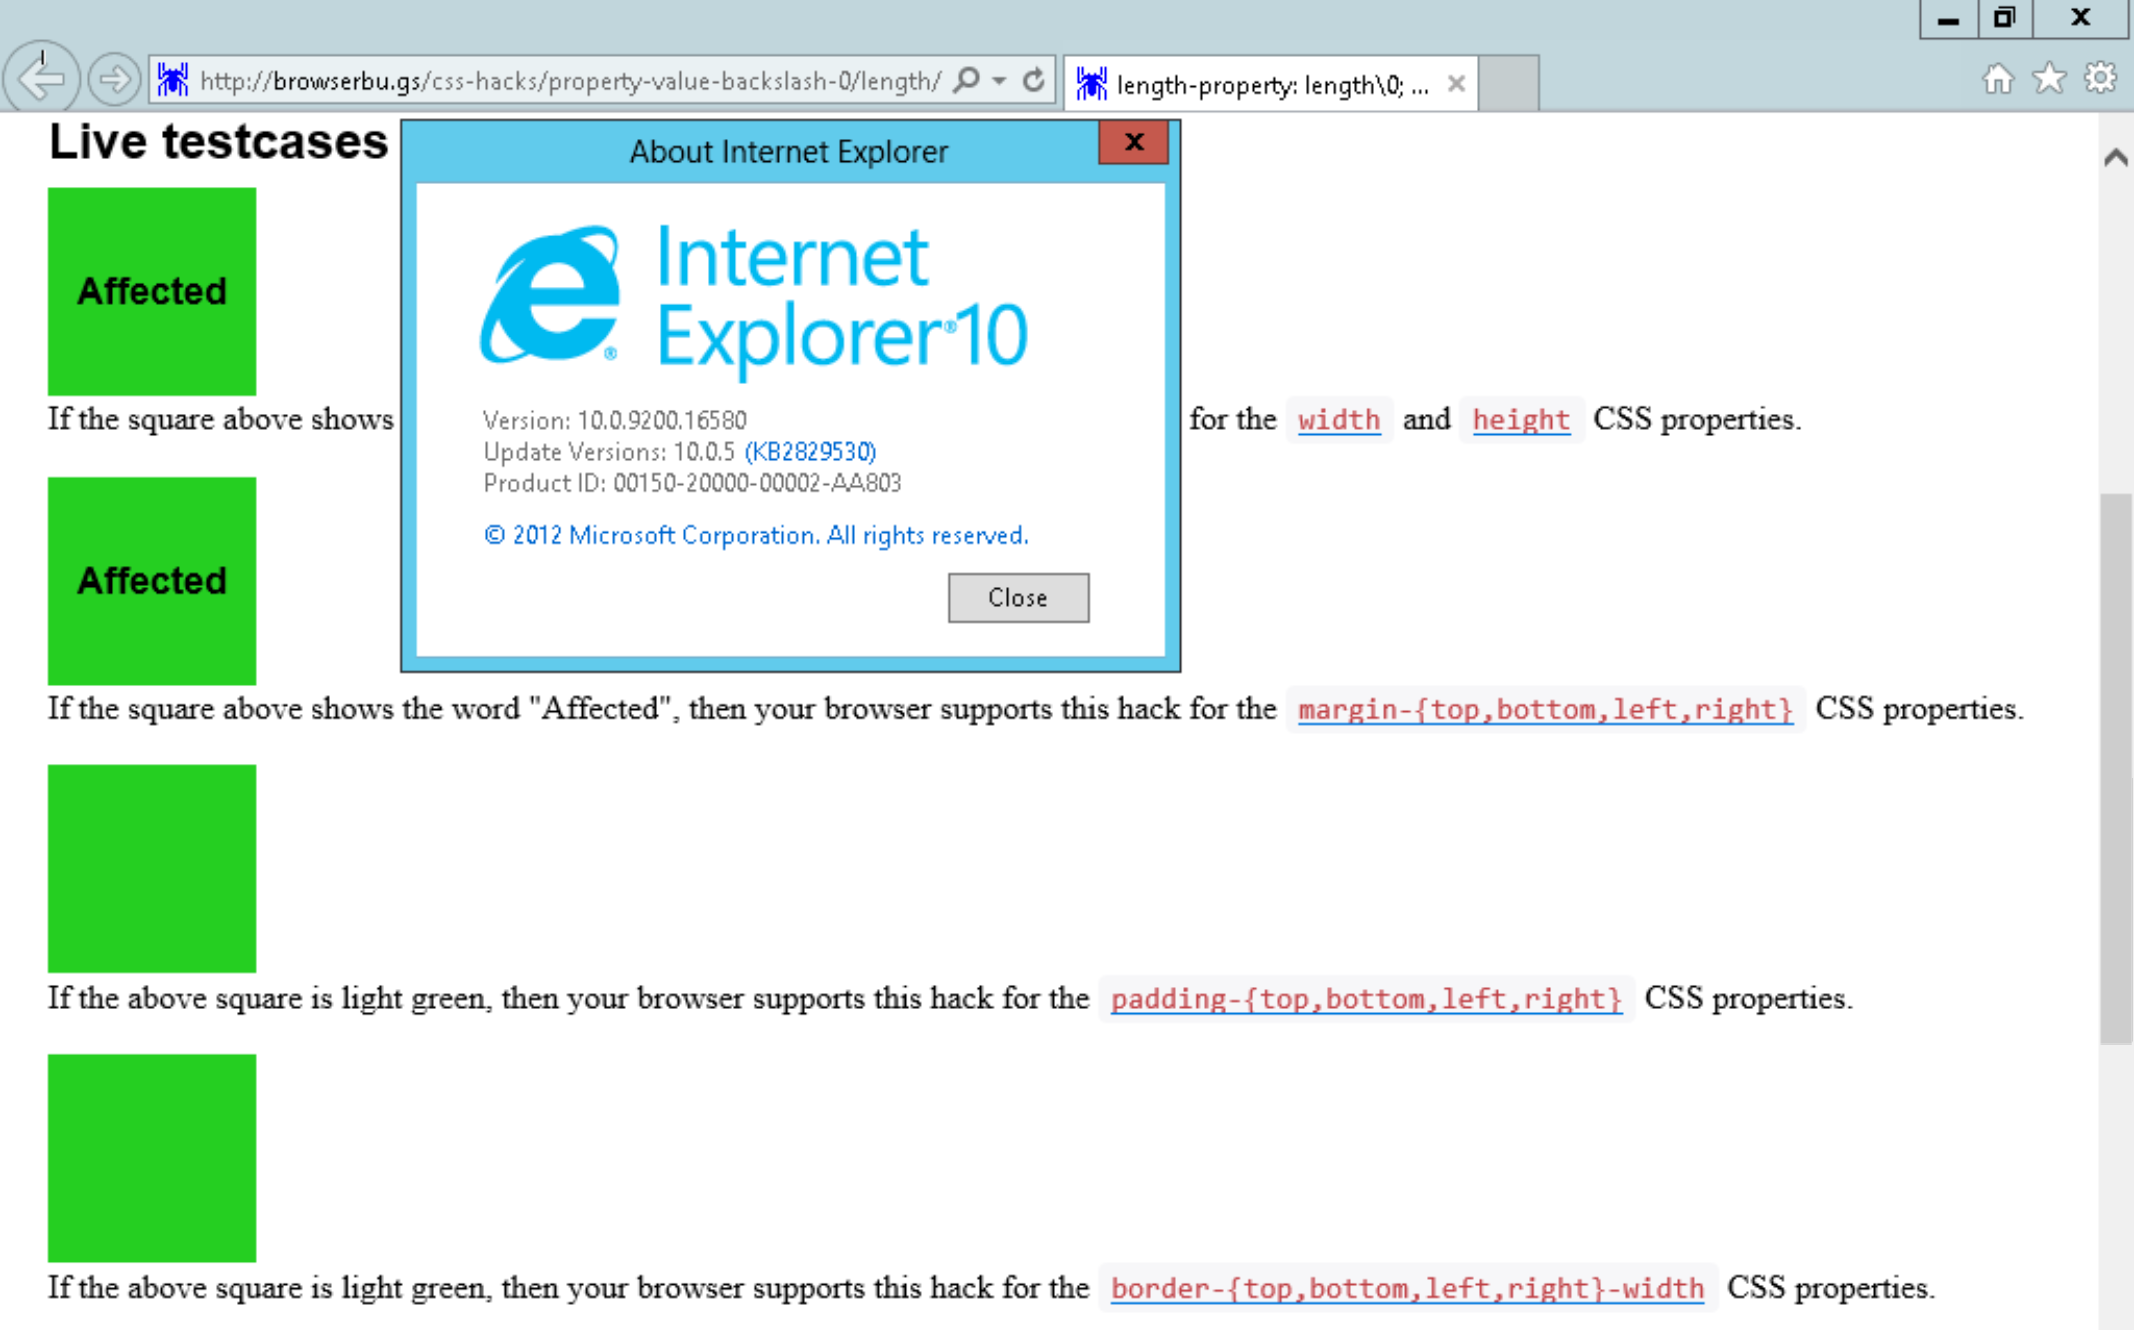 http://browserbu.gs/css-hacks/property-value-backslash-0/length/
length-property: length\0; ...
Live testcases
About Internet Explorer
Internet
Explorer®10
Version: 10.0.9200.16580
Update Versions: 10.0.5 (KB2829530)
Product ID: 00150-20000-00002-AA803
© 2012 Microsoft Corporation. All rights reserved.
Close
Affected
If the square above shows for the width and height CSS properties.
Affected
If the square above shows the word "Affected", then your browser supports this hack for the margin-{top,bottom,left,right} CSS properties.
If the above square is light green, then your browser supports this hack for the padding-{top,bottom,left,right} CSS properties.
If the above square is light green, then your browser supports this hack for the border-{top,bottom,left,right}-width CSS properties.